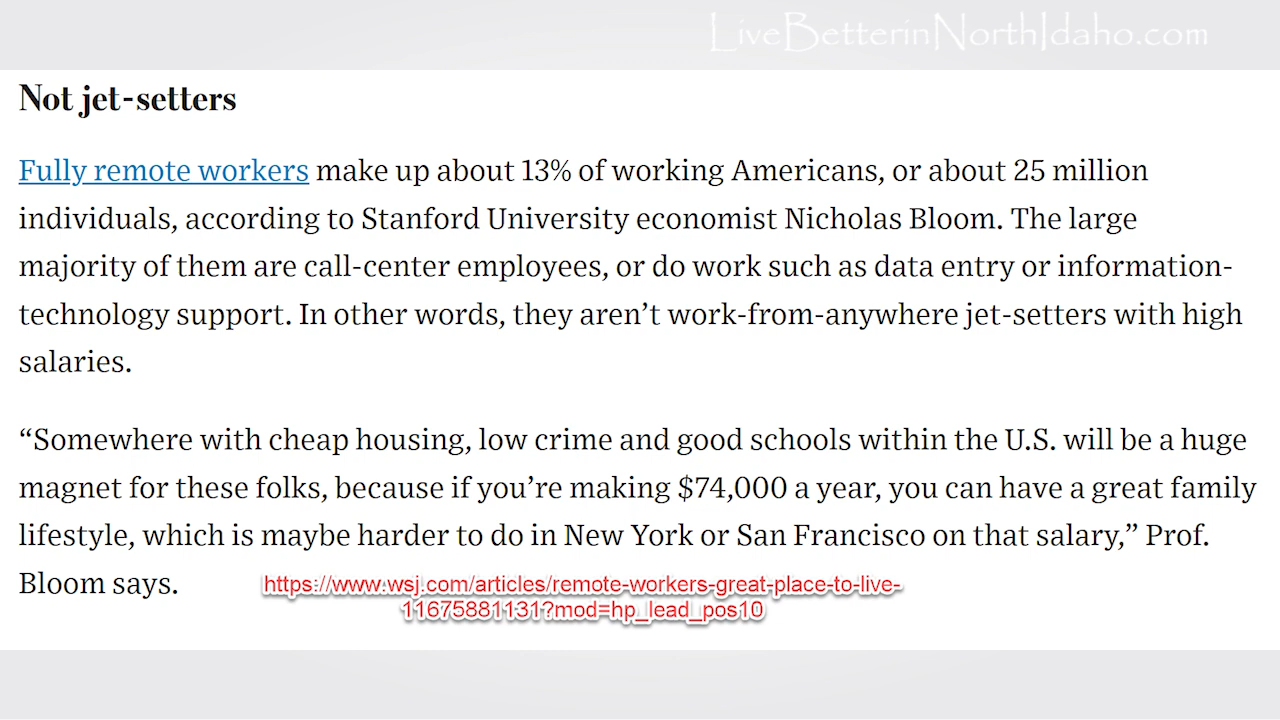 LiveBetterinNorthIdaho.com
Not jet-setters
Fully remote workers make up about 13% of working Americans, or about 25 million
individuals, according to Stanford University economist Nicholas Bloom. The large
majority of them are call-center employees, or do work such as data entry or information-
technology support. In other words, they aren’t work-from-anywhere jet-setters with high
salaries.
“Somewhere with cheap housing, low crime and good schools within the U.S. will be a huge
magnet for these folks, because if you’re making $74,000 a year, you can have a great family
lifestyle, which is maybe harder to do in New York or San Francisco on that salary,” Prof.
Bloom says.
https://www.wsj.com/articles/remote-workers-great-place-to-live-
11675881131?mod=hp_lead_pos10